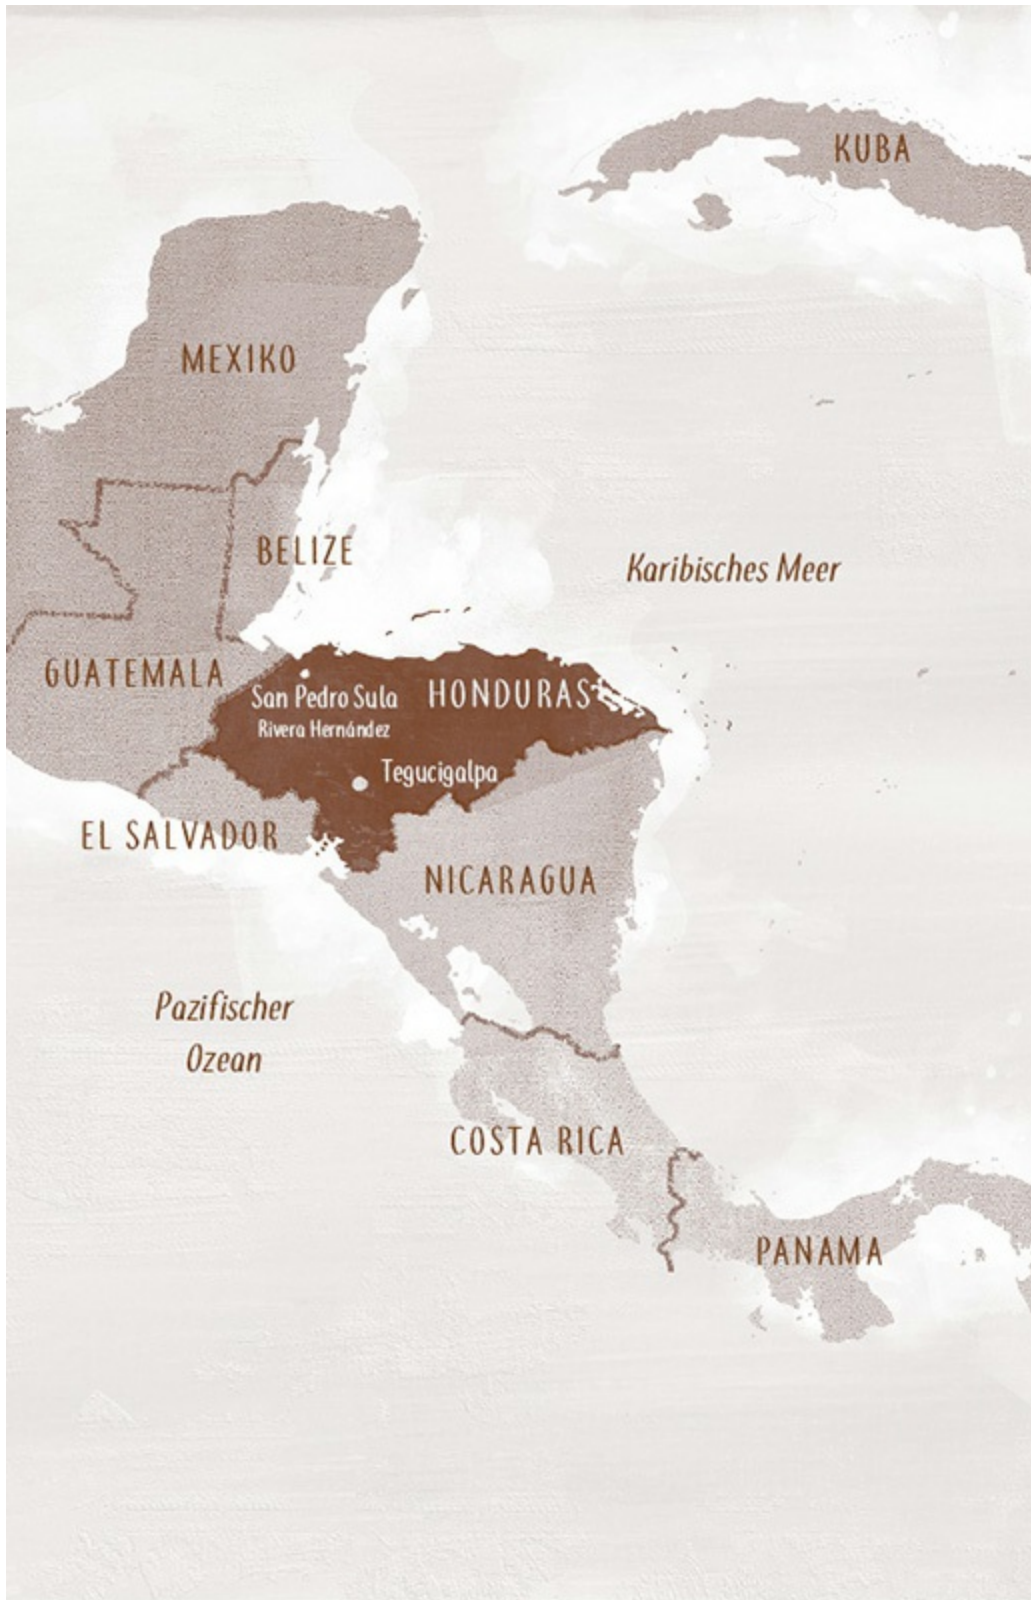 KUBA
MEXIKO
BELIZE
Karibisches Meer
GUATEMALA
San Pedro Sula
Rivera Hernández
HONDURAS
Tegucigalpa
EL SALVADOR
NICARAGUA
Pazifischer
Ozean
COSTA RICA
PANAMA